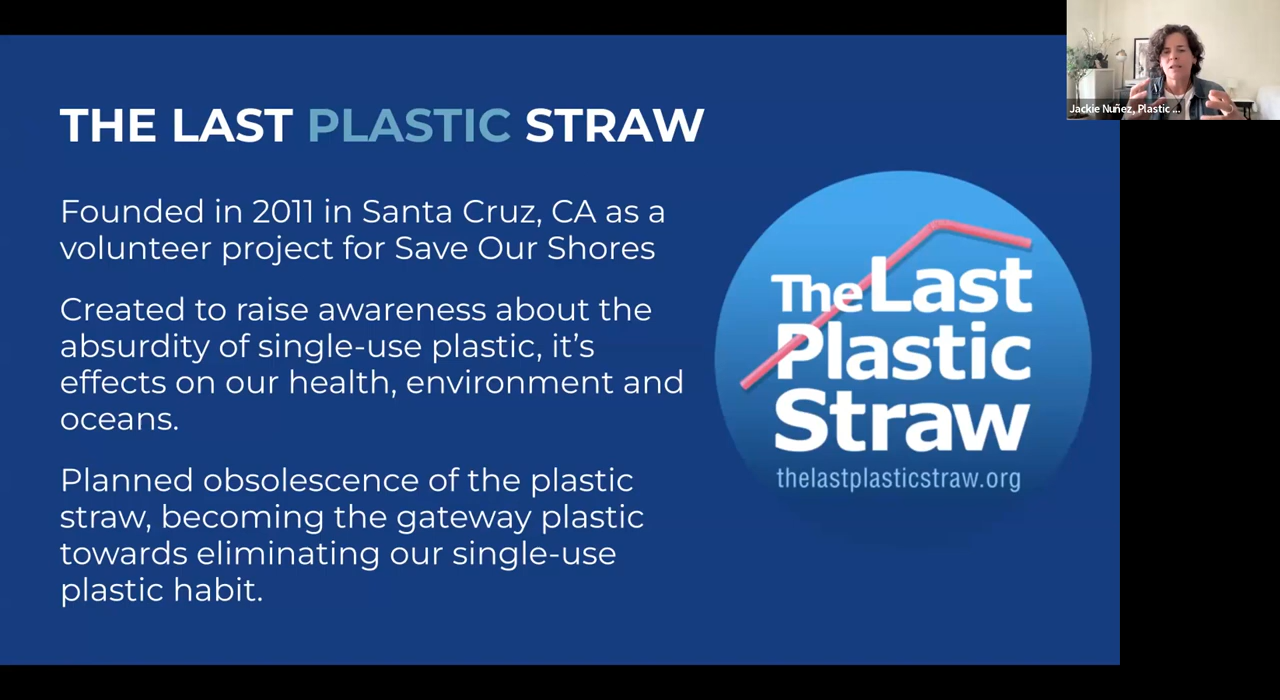 THE LAST PLASTIC STRAW
Founded in 2011 in Santa Cruz, CA as a
volunteer project for Save Our Shores
Created to raise awareness about the
absurdity of single-use plastic, it’s
effects on our health, environment and
oceans.
Planned obsolescence of the plastic
straw, becoming the gateway plastic
towards eliminating our single-use
plastic habit.
The Last
Plastic
Straw
thelastplasticstraw.org
Jackie Nuñez, Plastic ...